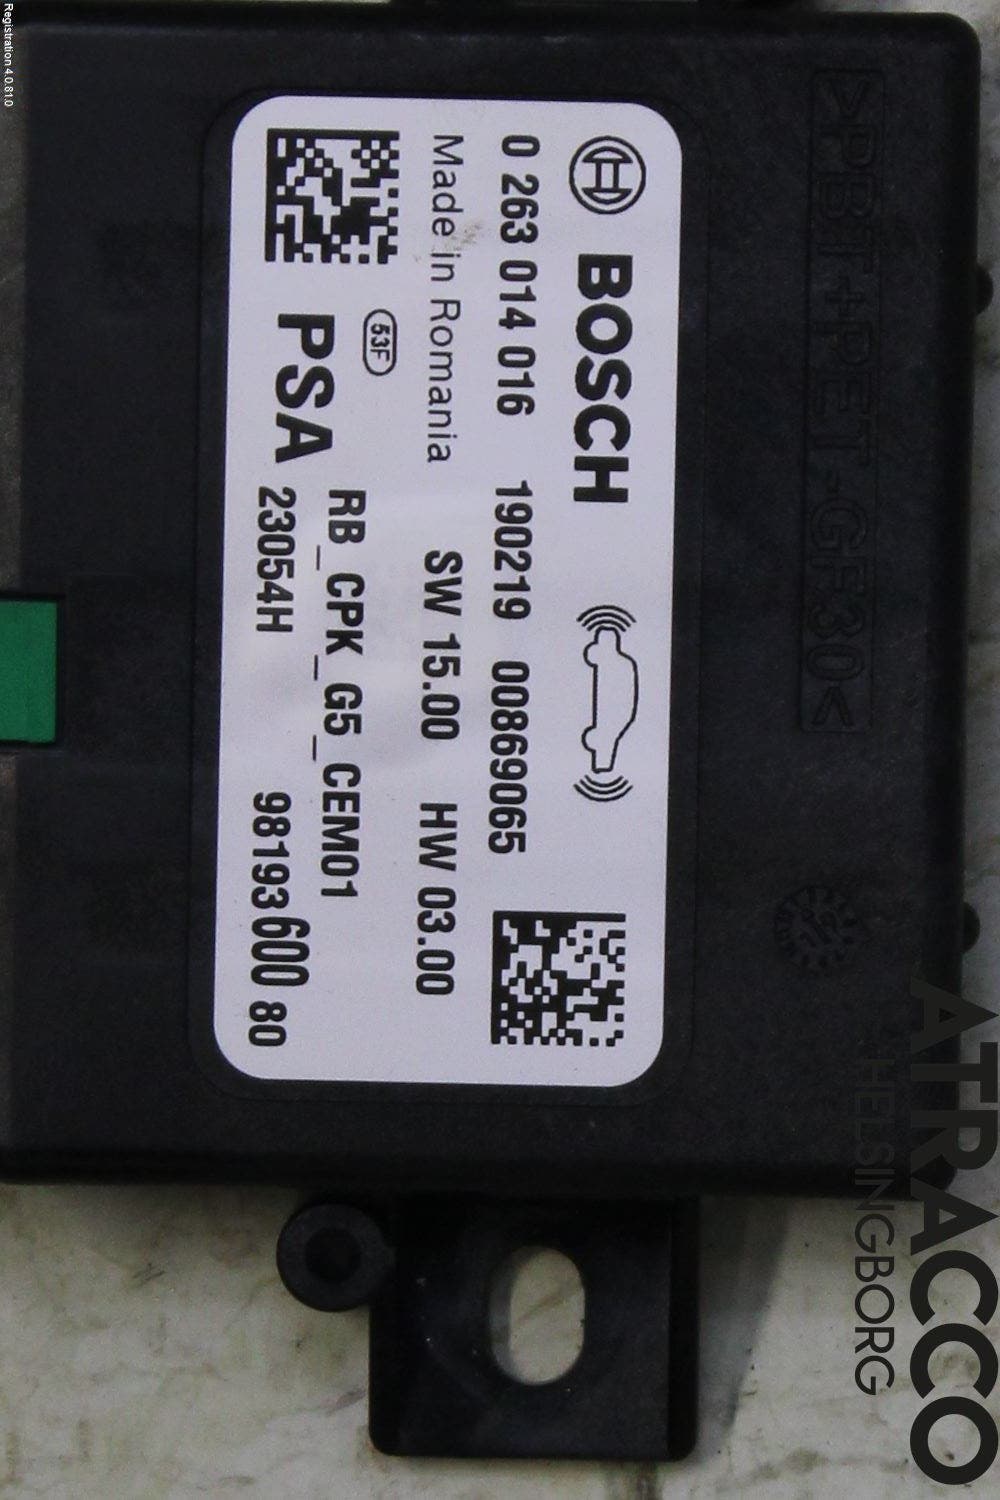 >PBT+PET-GF30<
BOSCH
0 263 014 016 190219 00869065
Made in Romania SW 15.00 HW 03.00
53F
PSA RB_CPK_G5_CEM01
23054H 98193600 80
ATRACCO
HELSINGBORG
Registration 4.0.81.0